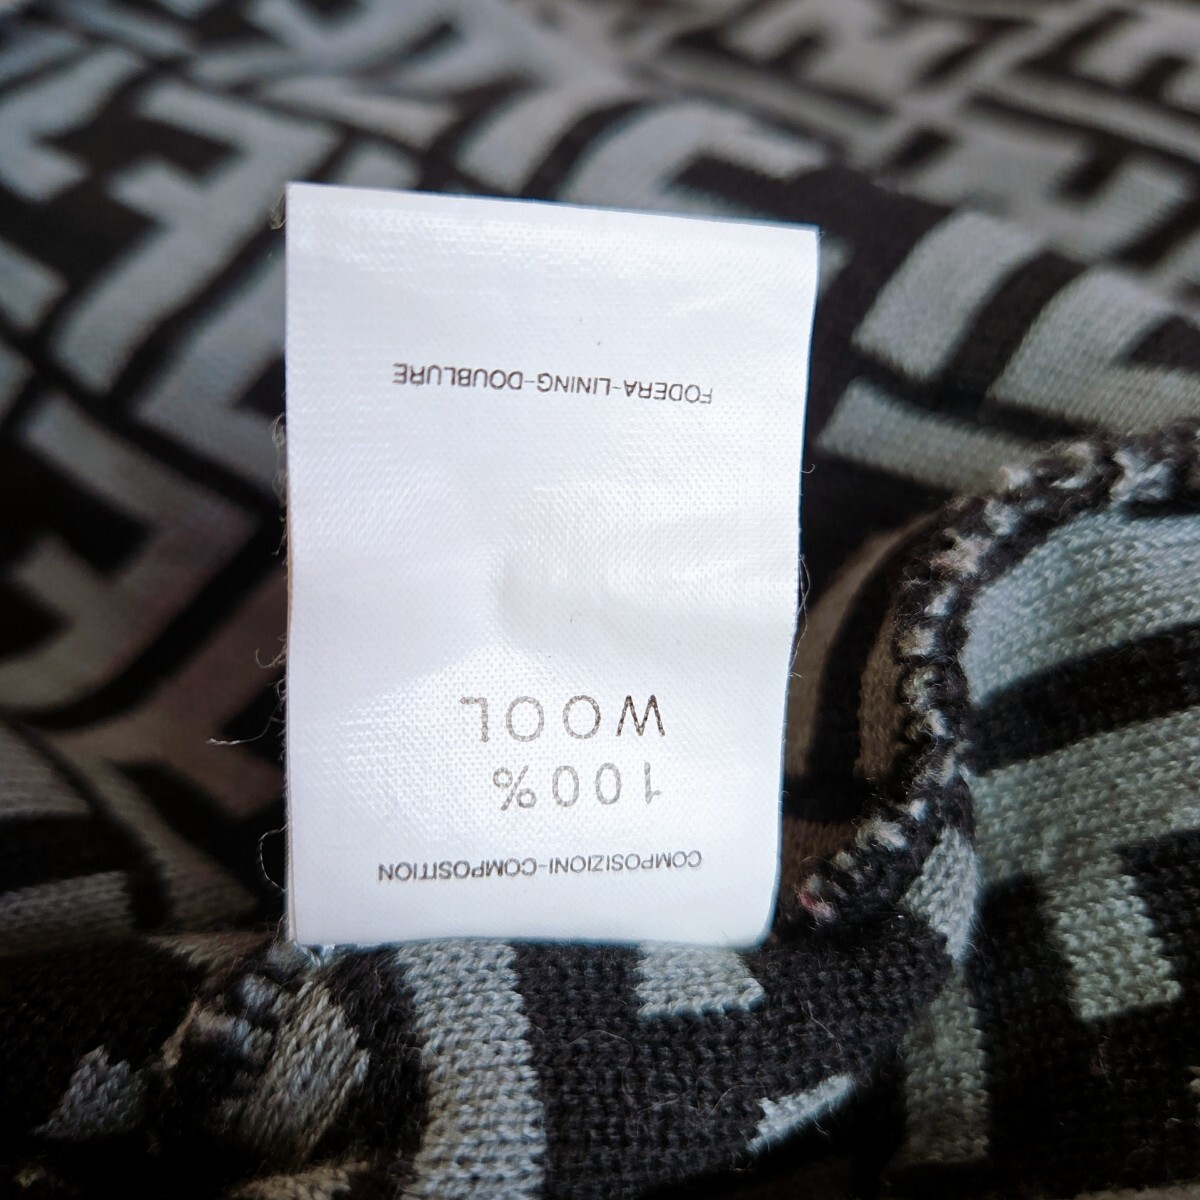 COMPOSIZIONI-COMPOSITION
100%
WOOL
FODERA-LINING-DOUBLURE